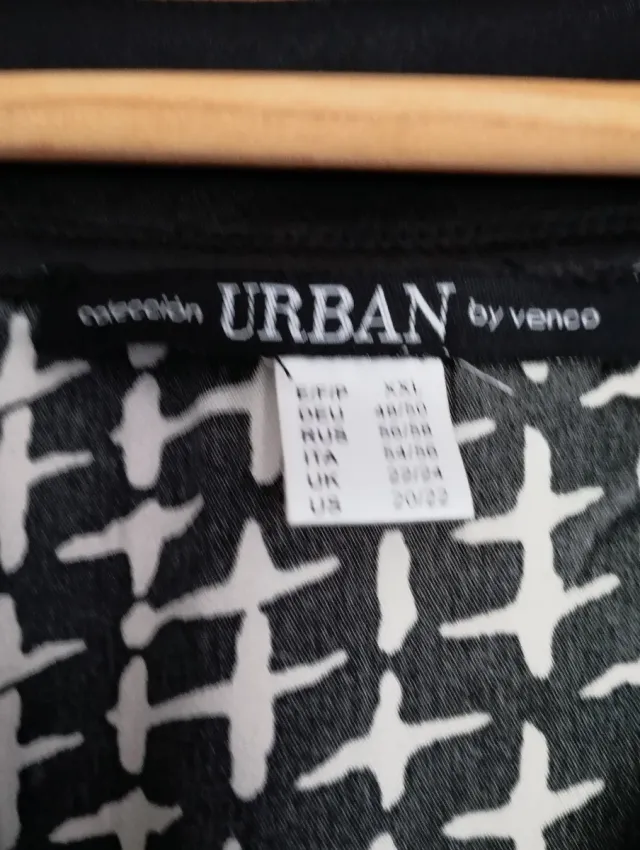 colección URBAN by venco
E/F/P XXL
DEU 48/50
RUS 56/58
ITA 54/56
UK 22/24
US 20/22